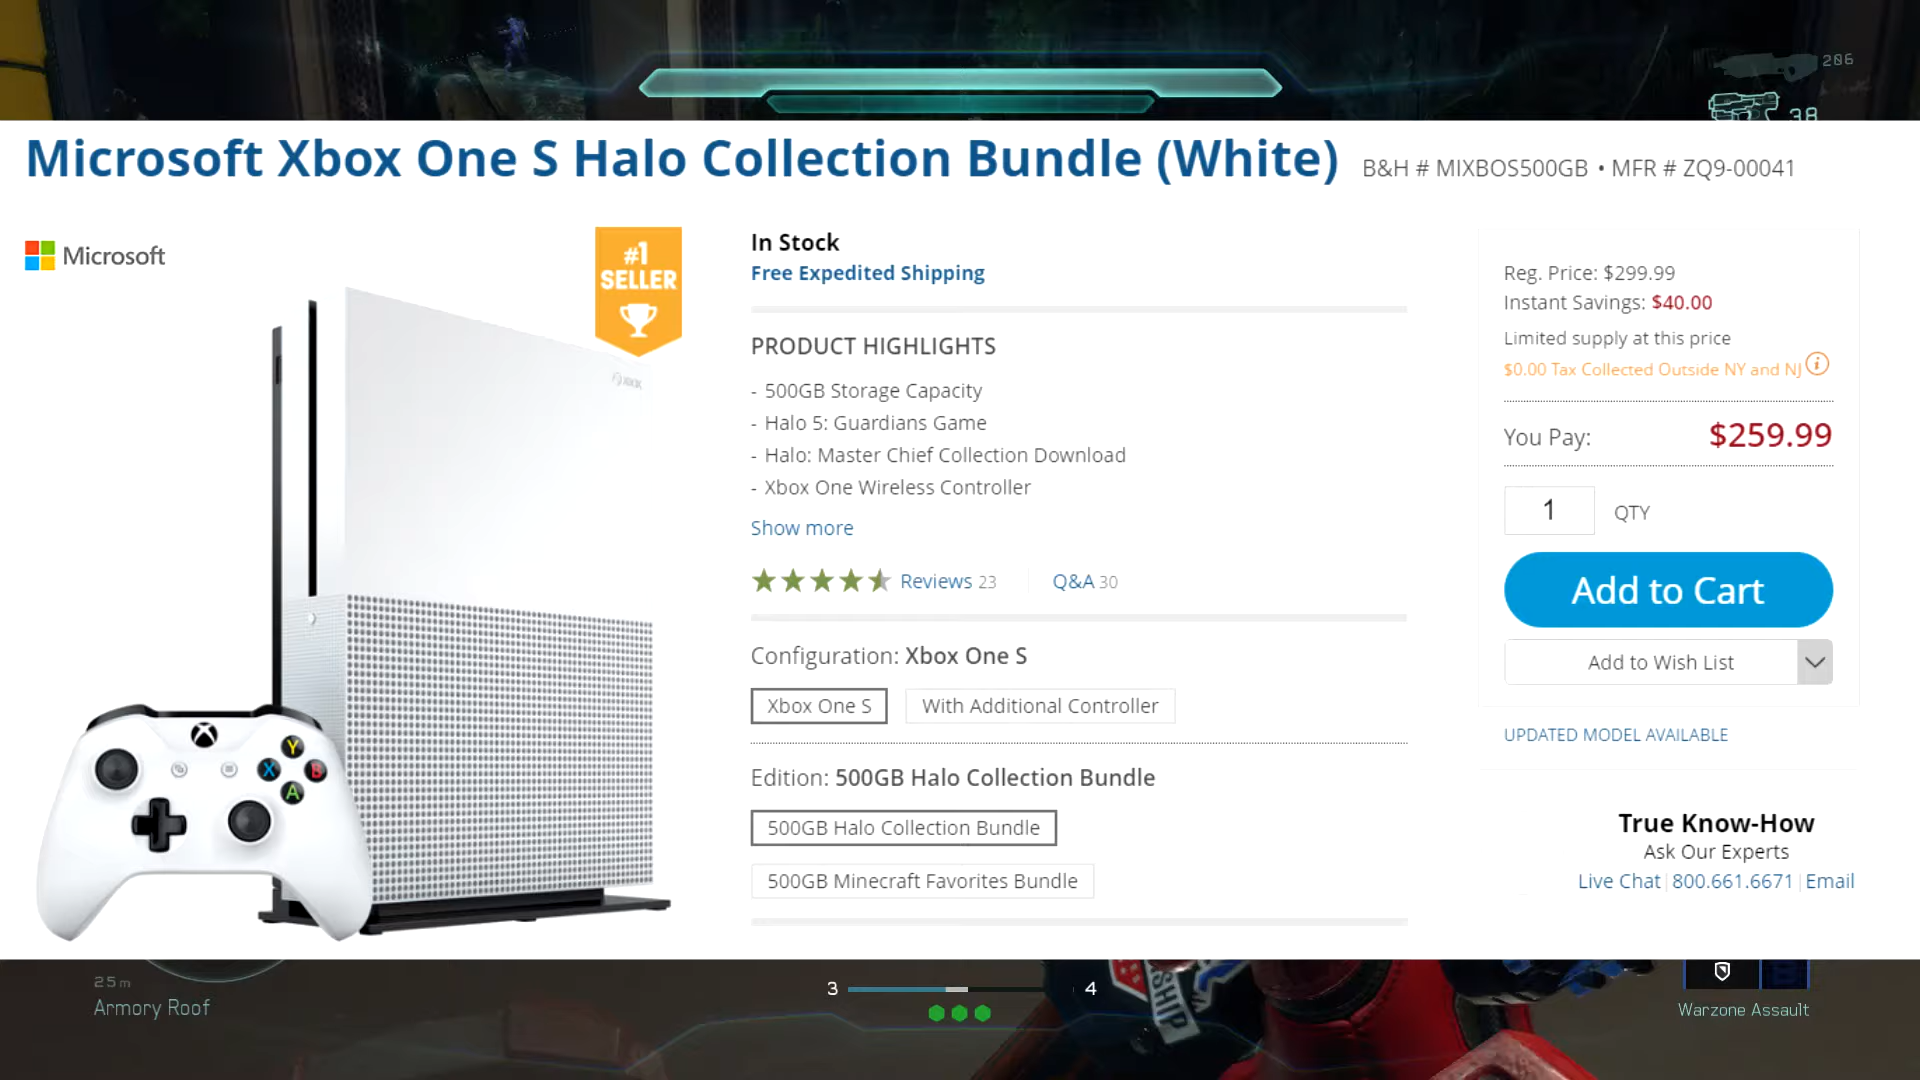 206
38
Microsoft Xbox One S Halo Collection Bundle (White) B&H # MIXBOS500GB • MFR # ZQ9-00041
Microsoft
#1
SELLER
XBOX
Y
X
B
A
In Stock
Free Expedited Shipping
PRODUCT HIGHLIGHTS
- 500GB Storage Capacity
- Halo 5: Guardians Game
- Halo: Master Chief Collection Download
- Xbox One Wireless Controller
Show more
Reviews 23
Q&A 30
Configuration: Xbox One S
Xbox One S
With Additional Controller
Edition: 500GB Halo Collection Bundle
500GB Halo Collection Bundle
500GB Minecraft Favorites Bundle
Reg. Price: $299.99
Instant Savings: $40.00
Limited supply at this price
$0.00 Tax Collected Outside NY and NJ i
You Pay: $259.99
1 QTY
Add to Cart
Add to Wish List
UPDATED MODEL AVAILABLE
True Know-How
Ask Our Experts
Live Chat | 800.661.6671 | Email
25m
Armory Roof
3
4
SHIP
Warzone Assault